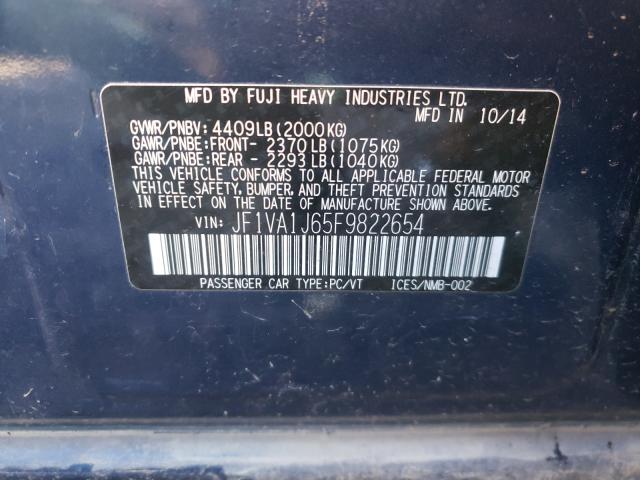 MFD BY FUJI HEAVY INDUSTRIES LTD.
MFD IN 10/14
GVWR/PNBV: 4409LB(2000KG)
GAWR/PNBE:FRONT- 2370LB(1075KG)
GAWR/PNBE:REAR - 2293LB(1040KG)
THIS VEHICLE CONFORMS TO ALL APPLICABLE FEDERAL MOTOR
VEHICLE SAFETY, BUMPER, AND THEFT PREVENTION STANDARDS
IN EFFECT ON THE DATE OF MANUFACTURE SHOWN ABOVE.
VIN: JF1VA1J65F9822654
PASSENGER CAR TYPE:PC/VT ICES/NMB-002